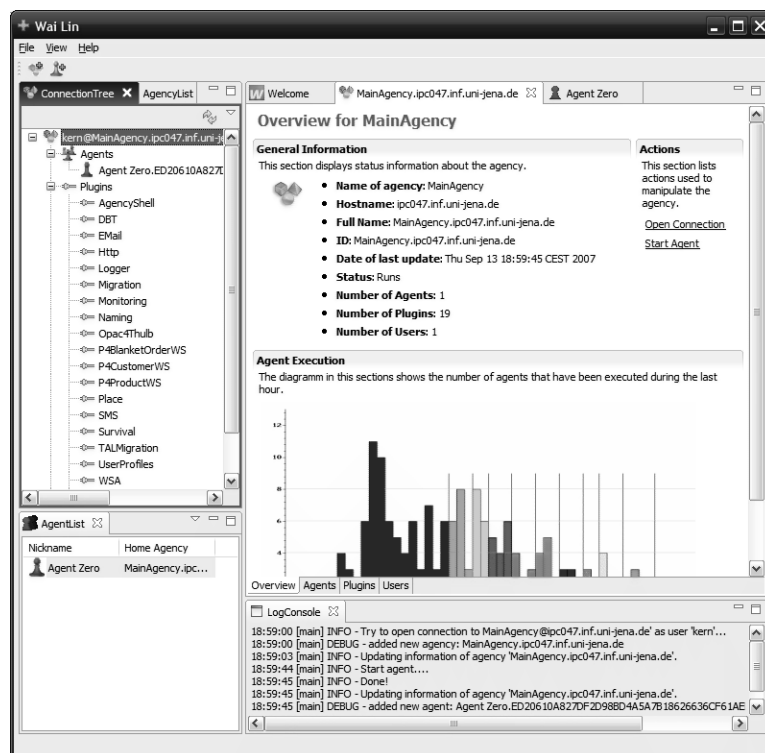 Wai Lin
File View Help
ConnectionTree AgencyList
kern@MainAgency.ipc047.inf.uni-je
Agents
Agent Zero.ED20610A827D
Plugins
AgencyShell
DBT
EMail
Http
Logger
Migration
Monitoring
Naming
Opac4Thulb
P4BlanketOrderWS
P4CustomerWS
P4ProductWS
Place
SMS
Survival
TALMigration
UserProfiles
WSA
AgentList
Nickname Home Agency
Agent Zero MainAgency.ipc...
W Welcome MainAgency.ipc047.inf.uni-jena.de Agent Zero
Overview for MainAgency
General Information
This section displays status information about the agency.
• Name of agency: MainAgency
• Hostname: ipc047.inf.uni-jena.de
• Full Name: MainAgency.ipc047.inf.uni-jena.de
• ID: MainAgency.ipc047.inf.uni-jena.de
• Date of last update: Thu Sep 13 18:59:45 CEST 2007
• Status: Runs
• Number of Agents: 1
• Number of Plugins: 19
• Number of Users: 1
Actions
This section lists
actions used to
manipulate the
agency.
Open Connection
Start Agent
Agent Execution
The diagramm in this sections shows the number of agents that have been executed during the last
hour.
12
10
8
6
4
Overview Agents Plugins Users
LogConsole
18:59:00 [main] INFO - Try to open connection to MainAgency@ipc047.inf.uni-jena.de' as user 'kern'...
18:59:00 [main] DEBUG - added new agency: MainAgency.ipc047.inf.uni-jena.de
18:59:03 [main] INFO - Updating information of agency 'MainAgency.ipc047.inf.uni-jena.de'.
18:59:44 [main] INFO - Start agent....
18:59:45 [main] INFO - Done!
18:59:45 [main] INFO - Updating information of agency 'MainAgency.ipc047.inf.uni-jena.de'.
18:59:45 [main] DEBUG - added new agent: Agent Zero.ED20610A827DF2D98BD4A5A7B18626636CF61AE